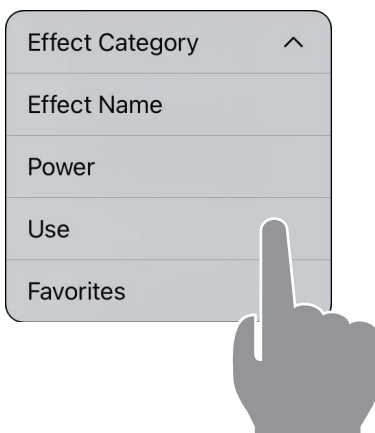 Effect Category
Effect Name
Power
Use
Favorites